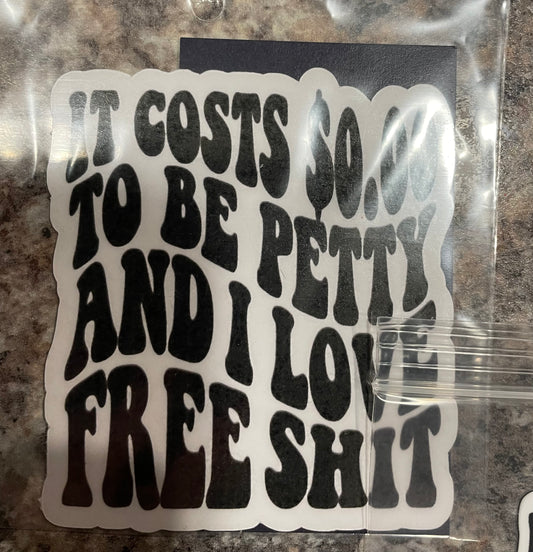 IT COSTS $0.00
TO BE PETTY
AND I LOVE
FREE SHIT